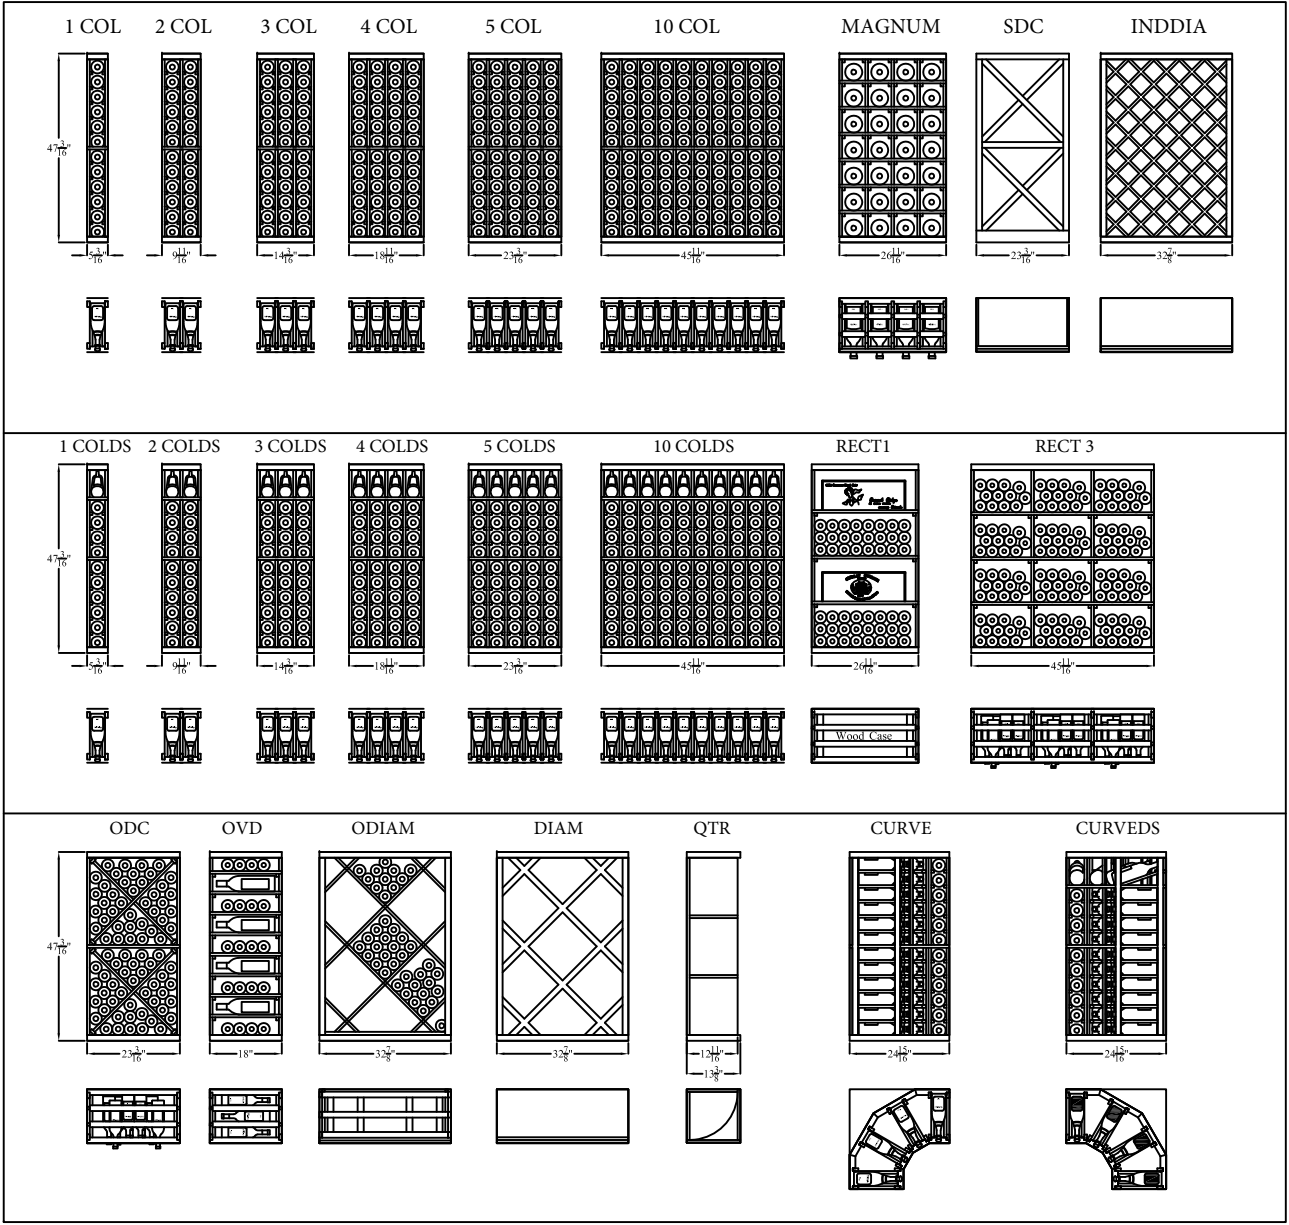 1 COL 2 COL 3 COL 4 COL 5 COL 10 COL MAGNUM SDC INDDIA
47 3/16"
5 3/16" 9 11/16" 14 3/16" 18 11/16" 23 3/16" 45 11/16" 26 11/16" 23 3/16" 32 7/8"
1 COLDS 2 COLDS 3 COLDS 4 COLDS 5 COLDS 10 COLDS RECT1 RECT 3
47 3/16"
5 3/16" 9 11/16" 14 3/16" 18 11/16" 23 3/16" 45 11/16" 26 11/16" 45 11/16"
Wood Case
ODC OVD ODIAM DIAM QTR CURVE CURVEDS
47 3/16"
23 3/16" 18" 32 7/8" 32 7/8" 12 11/16" 24 15/16" 24 15/16"
13 3/8"